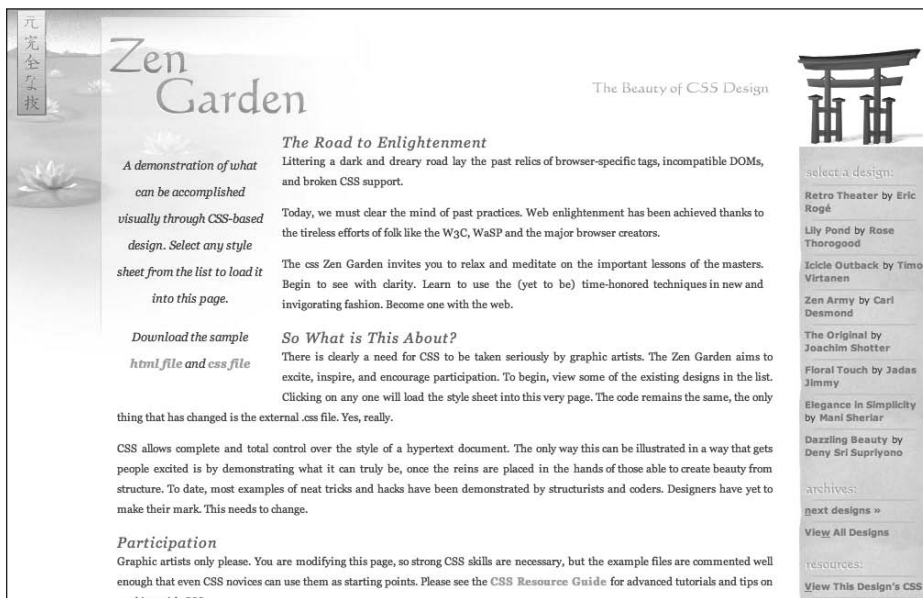 元
完
全
な
技
Zen
Garden
The Beauty of CSS Design
A demonstration of what
can be accomplished
visually through CSS-based
design. Select any style
sheet from the list to load it
into this page.
Download the sample
html file and css file
The Road to Enlightenment
Littering a dark and dreary road lay the past relics of browser-specific tags, incompatible DOMs,
and broken CSS support.
Today, we must clear the mind of past practices. Web enlightenment has been achieved thanks to
the tireless efforts of folk like the W3C, WaSP and the major browser creators.
The css Zen Garden invites you to relax and meditate on the important lessons of the masters.
Begin to see with clarity. Learn to use the (yet to be) time-honored techniques in new and
invigorating fashion. Become one with the web.
So What is This About?
There is clearly a need for CSS to be taken seriously by graphic artists. The Zen Garden aims to
excite, inspire, and encourage participation. To begin, view some of the existing designs in the list.
Clicking on any one will load the style sheet into this very page. The code remains the same, the only
thing that has changed is the external .css file. Yes, really.
CSS allows complete and total control over the style of a hypertext document. The only way this can be illustrated in a way that gets
people excited is by demonstrating what it can truly be, once the reins are placed in the hands of those able to create beauty from
structure. To date, most examples of neat tricks and hacks have been demonstrated by structurists and coders. Designers have yet to
make their mark. This needs to change.
Participation
Graphic artists only please. You are modifying this page, so strong CSS skills are necessary, but the example files are commented well
enough that even CSS novices can use them as starting points. Please see the CSS Resource Guide for advanced tutorials and tips on
select a design:
Retro Theater by Eric
Rogé
Lily Pond by Rose
Thorogood
Icicle Outback by Timo
Virtanen
Zen Army by Carl
Desmond
The Original by
Joachim Shotter
Floral Touch by Jadas
Jimmy
Elegance in Simplicity
by Mani Sheriar
Dazzling Beauty by
Deny Sri Supriyono
archives:
next designs »
View All Designs
resources:
View This Design's CSS